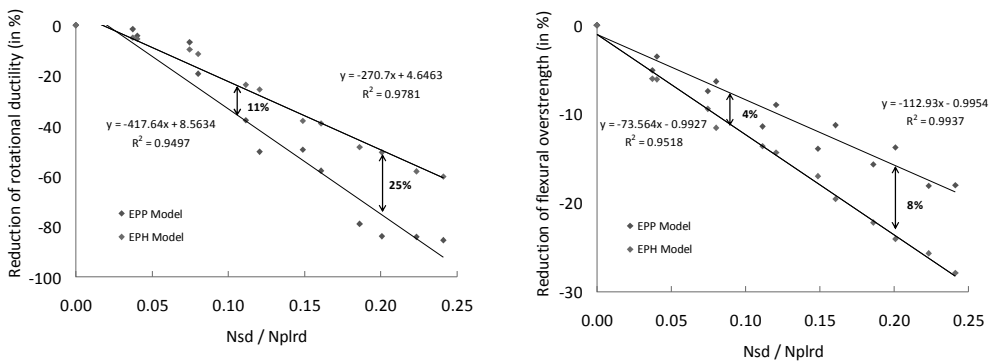 Reduction of rotational ductility (in %)
0
-20
-40
-60
-80
-100
y = -270.7x + 4.6463
R² = 0.9781
11%
y = -417.64x + 8.5634
R² = 0.9497
25%
EPP Model
EPH Model
0.00 0.05 0.10 0.15 0.20 0.25
Nsd / Nplrd
Reduction of flexural overstrength (in %)
0
-10
-20
-30
4%
y = -112.93x - 0.9954
R² = 0.9937
y = -73.564x - 0.9927
R² = 0.9518
8%
EPP Model
EPH Model
0.00 0.05 0.10 0.15 0.20 0.25
Nsd / Nplrd